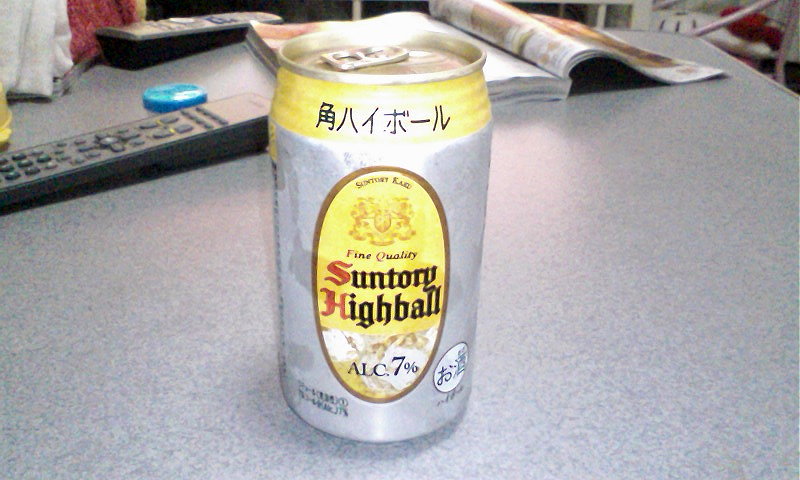 角ハイボール
SUNTORY KAKU
Fine Quality
Suntory
Highball
ALC. 7%
お酒